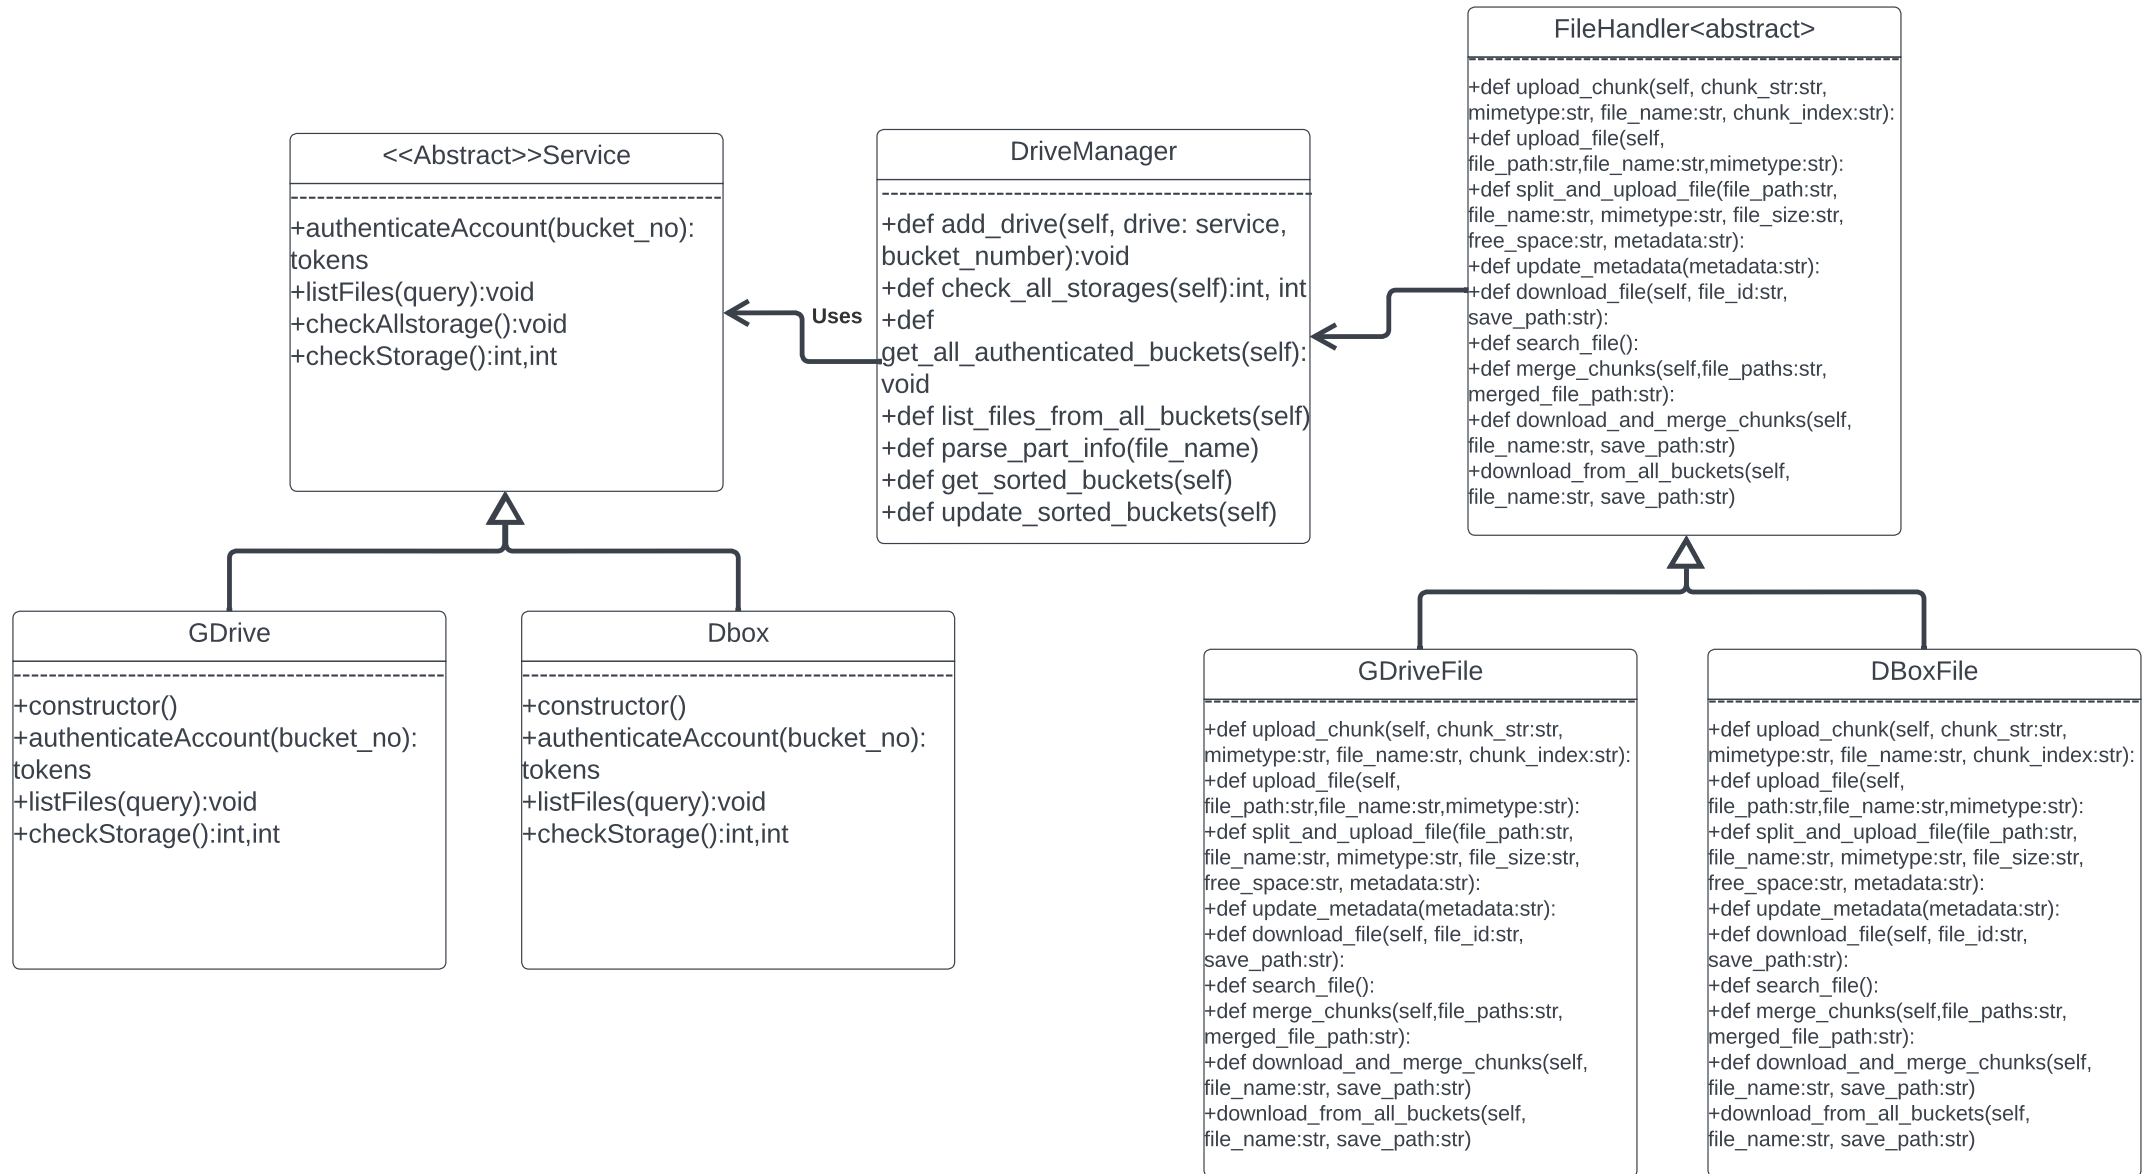 <<Abstract>>Service
+authenticateAccount(bucket_no):
tokens
+listFiles(query):void
+checkAllstorage():void
+checkStorage():int,int
Uses
DriveManager
+def add_drive(self, drive: service,
bucket_number):void
+def check_all_storages(self):int, int
+def
get_all_authenticated_buckets(self):
void
+def list_files_from_all_buckets(self)
+def parse_part_info(file_name)
+def get_sorted_buckets(self)
+def update_sorted_buckets(self)
FileHandler<abstract>
+def upload_chunk(self, chunk_str:str,
mimetype:str, file_name:str, chunk_index:str):
+def upload_file(self,
file_path:str,file_name:str,mimetype:str):
+def split_and_upload_file(file_path:str,
file_name:str, mimetype:str, file_size:str,
free_space:str, metadata:str):
+def update_metadata(metadata:str):
+def download_file(self, file_id:str,
save_path:str):
+def search_file():
+def merge_chunks(self,file_paths:str,
merged_file_path:str):
+def download_and_merge_chunks(self,
file_name:str, save_path:str)
+download_from_all_buckets(self,
file_name:str, save_path:str)
GDrive
+constructor()
+authenticateAccount(bucket_no):
tokens
+listFiles(query):void
+checkStorage():int,int
Dbox
+constructor()
+authenticateAccount(bucket_no):
tokens
+listFiles(query):void
+checkStorage():int,int
GDriveFile
+def upload_chunk(self, chunk_str:str,
mimetype:str, file_name:str, chunk_index:str):
+def upload_file(self,
file_path:str,file_name:str,mimetype:str):
+def split_and_upload_file(file_path:str,
file_name:str, mimetype:str, file_size:str,
free_space:str, metadata:str):
+def update_metadata(metadata:str):
+def download_file(self, file_id:str,
save_path:str):
+def search_file():
+def merge_chunks(self,file_paths:str,
merged_file_path:str):
+def download_and_merge_chunks(self,
file_name:str, save_path:str)
+download_from_all_buckets(self,
file_name:str, save_path:str)
DBoxFile
+def upload_chunk(self, chunk_str:str,
mimetype:str, file_name:str, chunk_index:str):
+def upload_file(self,
file_path:str,file_name:str,mimetype:str):
+def split_and_upload_file(file_path:str,
file_name:str, mimetype:str, file_size:str,
free_space:str, metadata:str):
+def update_metadata(metadata:str):
+def download_file(self, file_id:str,
save_path:str):
+def search_file():
+def merge_chunks(self,file_paths:str,
merged_file_path:str):
+def download_and_merge_chunks(self,
file_name:str, save_path:str)
+download_from_all_buckets(self,
file_name:str, save_path:str)